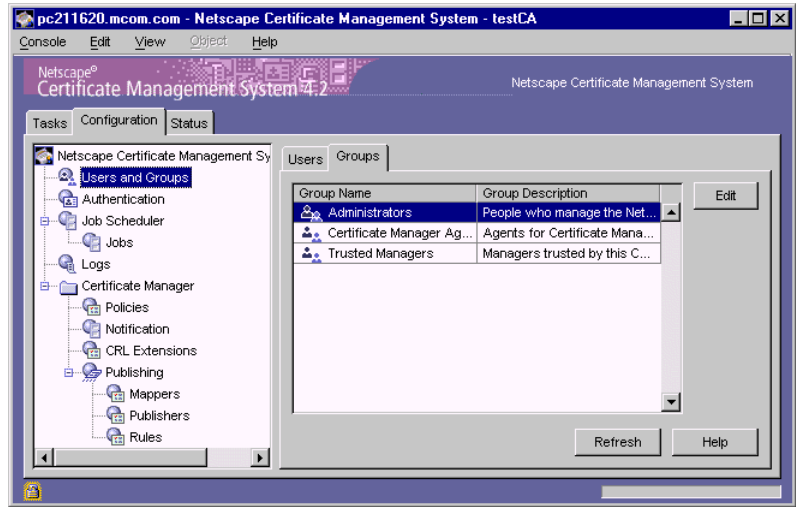 pc211620.mcom.com - Netscape Certificate Management System - testCA
Console Edit View Object Help
Netscape®
Certificate Management System 4.2
Netscape Certificate Management System
Tasks Configuration Status
Netscape Certificate Management Sy
Users and Groups
Authentication
Job Scheduler
Jobs
Logs
Certificate Manager
Policies
Notification
CRL Extensions
Publishing
Mappers
Publishers
Rules
Users Groups
Group Name Group Description
Administrators People who manage the Net...
Certificate Manager Ag... Agents for Certificate Mana...
Trusted Managers Managers trusted by this C...
Edit
Refresh Help